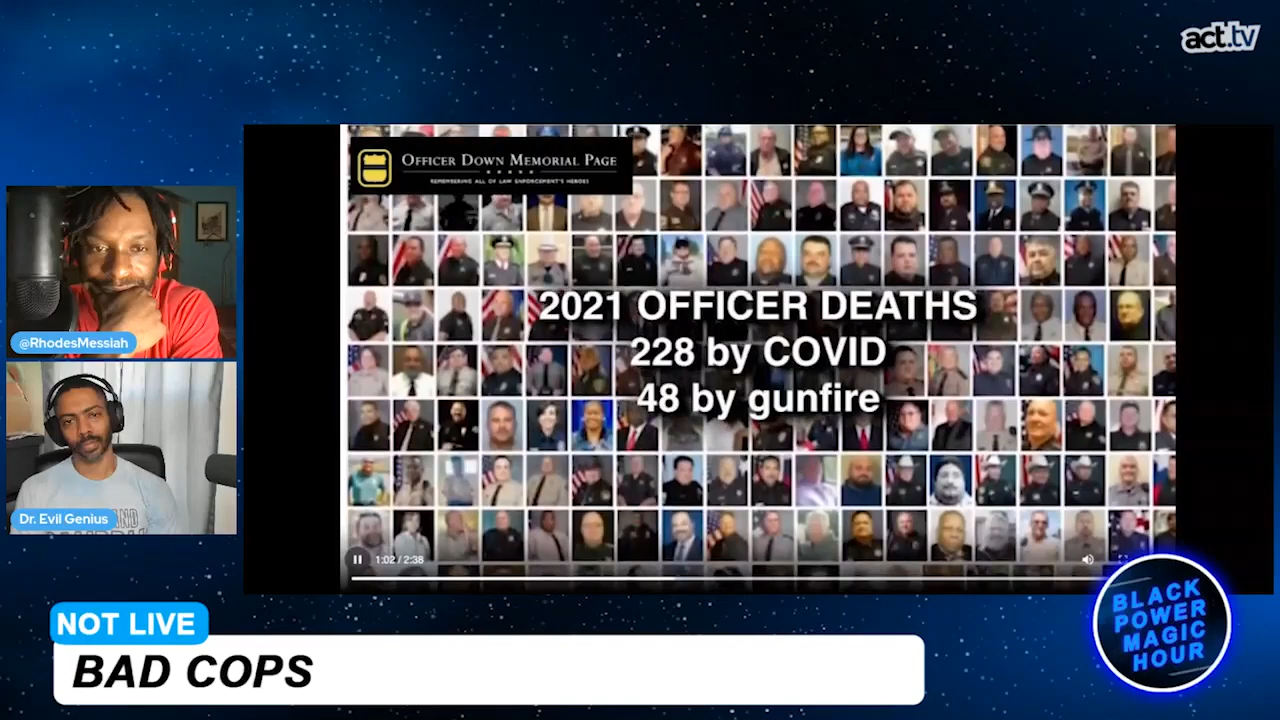 act.tv
OFFICER DOWN MEMORIAL PAGE
REMEMBERING ALL OF LAW ENFORCEMENT'S HEROES
2021 OFFICER DEATHS
228 by COVID
48 by gunfire
@RhodesMessiah
Dr. Evil Genius
1:02 / 2:38
NOT LIVE
BAD COPS
BLACK
POWER
MAGIC
HOUR